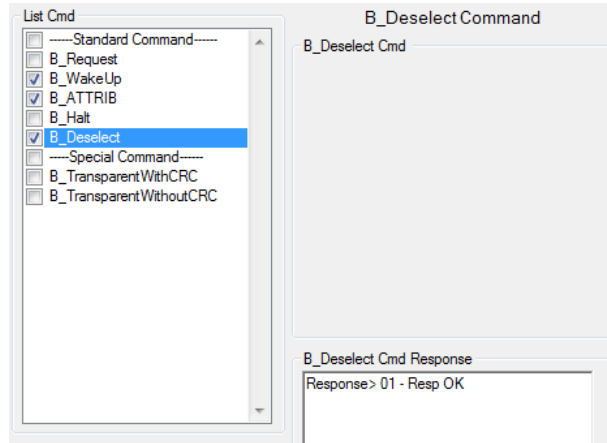 List Cmd
------Standard Command------
B_Request
B_WakeUp
B_ATTRIB
B_Halt
B_Deselect
-----Special Command------
B_TransparentWithCRC
B_TransparentWithoutCRC
B_Deselect Command
B_Deselect Cmd
B_Deselect Cmd Response
Response> 01 - Resp OK